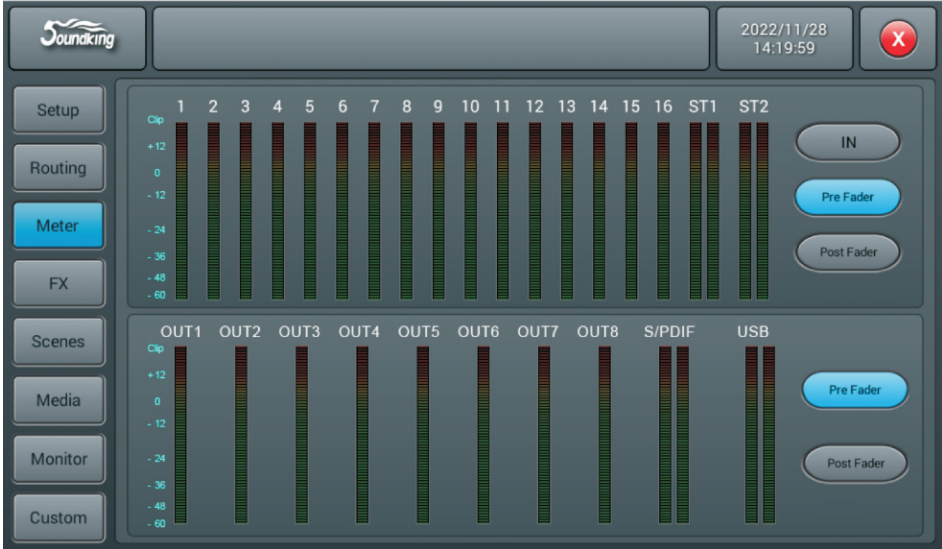 Soundking
2022/11/28
14:19:59
X
Setup
Routing
Meter
FX
Scenes
Media
Monitor
Custom
1 2 3 4 5 6 7 8 9 10 11 12 13 14 15 16 ST1 ST2
Clip
+12
0
- 12
- 24
- 36
- 48
- 60
IN
Pre Fader
Post Fader
OUT1 OUT2 OUT3 OUT4 OUT5 OUT6 OUT7 OUT8 S/PDIF USB
Clip
+12
0
- 12
- 24
- 36
- 48
- 60
Pre Fader
Post Fader